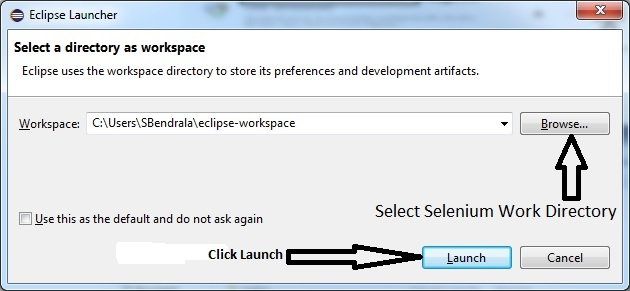 Eclipse Launcher
Select a directory as workspace
Eclipse uses the workspace directory to store its preferences and development artifacts.
Workspace: C:\Users\SBendrala\eclipse-workspace Browse...
Select Selenium Work Directory
Use this as the default and do not ask again
Click Launch Launch Cancel